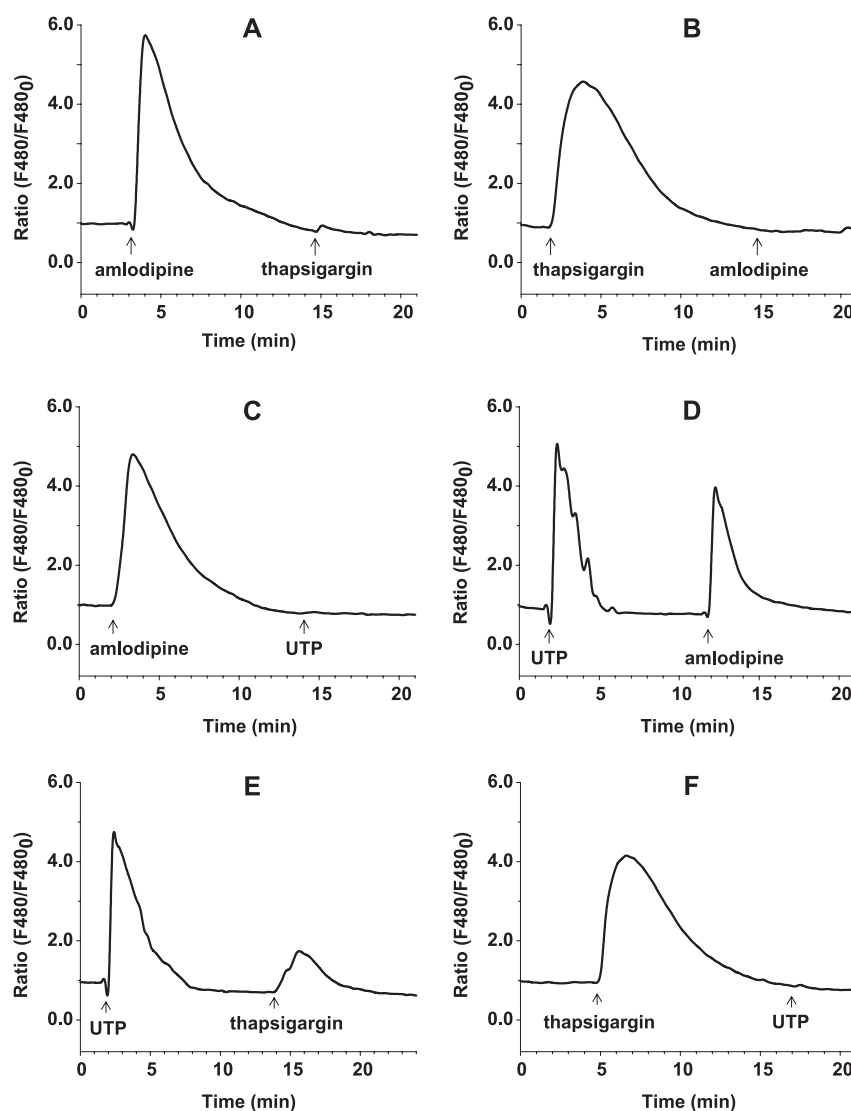 A
Ratio (F480/F480₀)
6.0
4.0
2.0
0.0
amlodipine
thapsigargin
0 5 10 15 20
Time (min)
B
Ratio (F480/F480₀)
6.0
4.0
2.0
0.0
thapsigargin
amlodipine
0 5 10 15 20
Time (min)
C
Ratio (F480/F480₀)
6.0
4.0
2.0
0.0
amlodipine
UTP
0 5 10 15 20
Time (min)
D
Ratio (F480/F480₀)
6.0
4.0
2.0
0.0
UTP
amlodipine
0 5 10 15 20
Time (min)
E
Ratio (F480/F480₀)
6.0
4.0
2.0
0.0
UTP
thapsigargin
0 5 10 15 20
Time (min)
F
Ratio (F480/F480₀)
6.0
4.0
2.0
0.0
thapsigargin
UTP
0 5 10 15 20
Time (min)